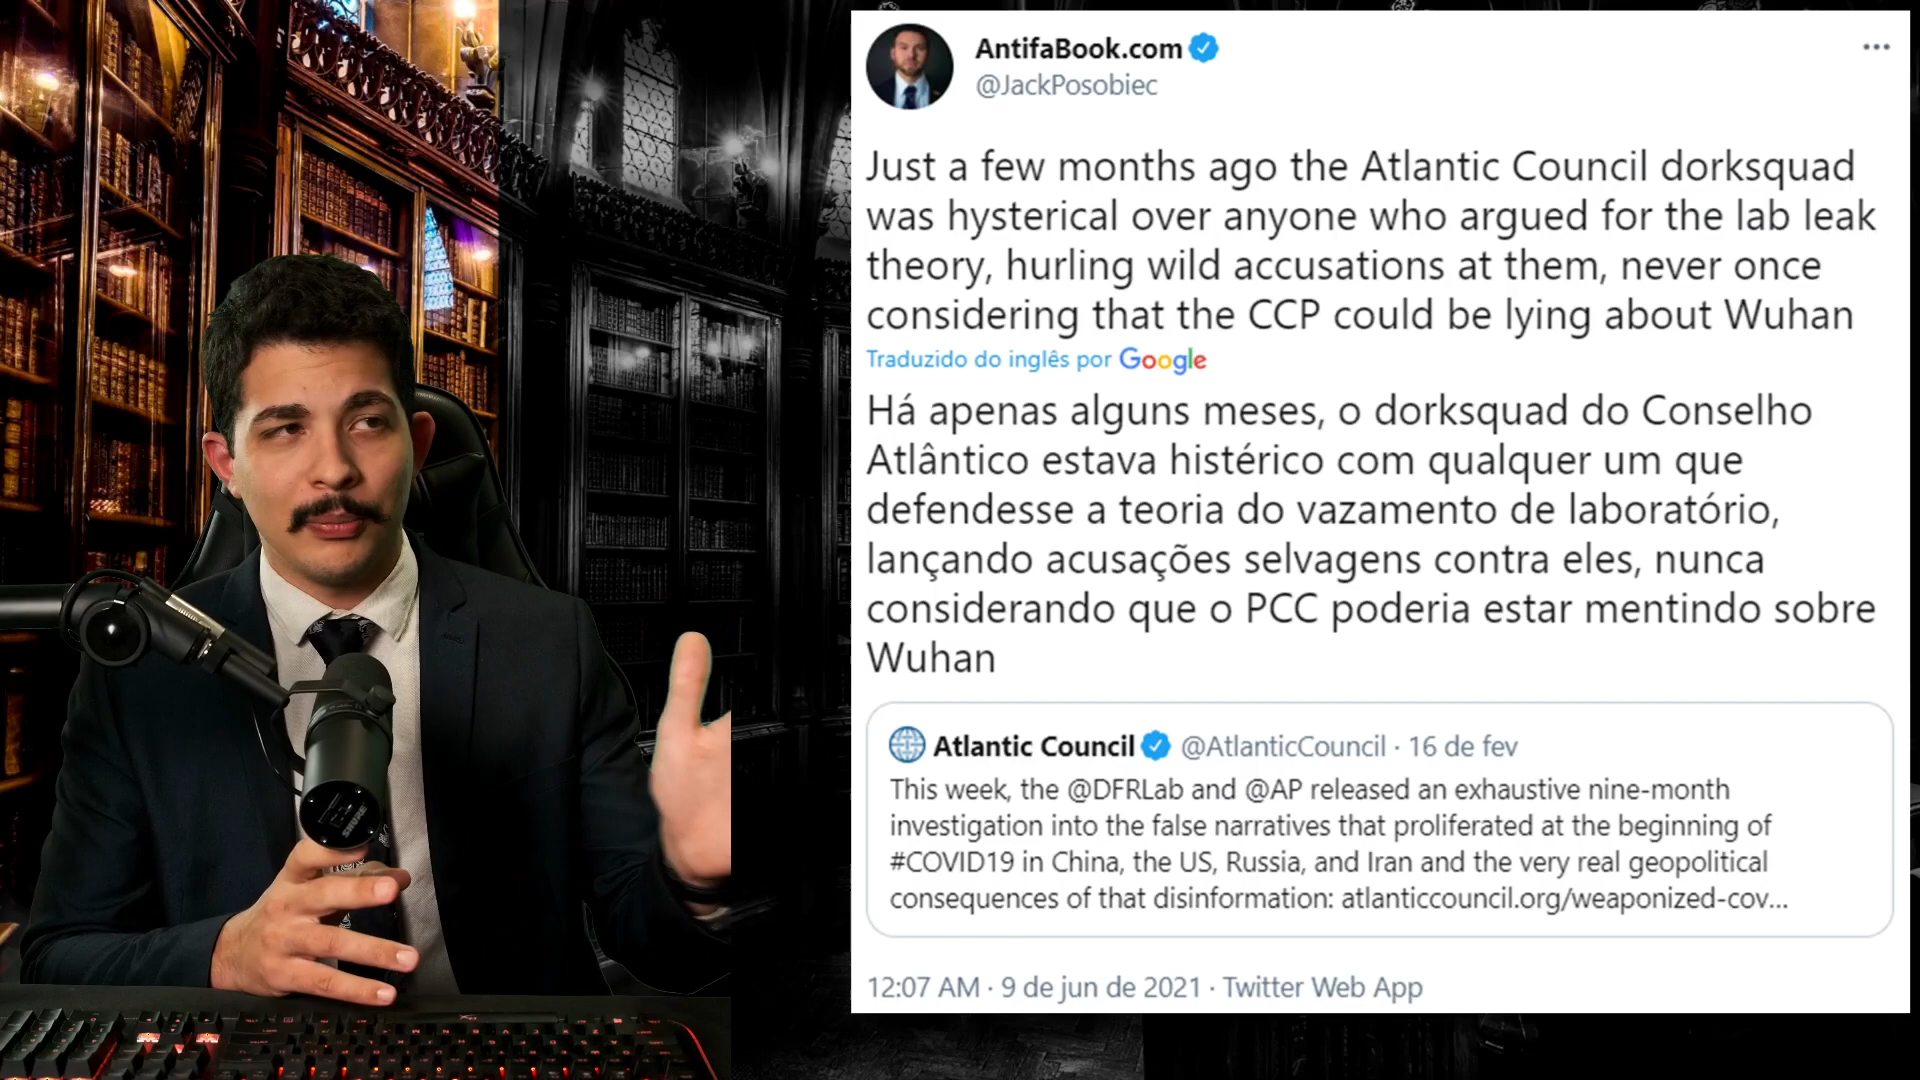 AntifaBook.com
@JackPosobiec
Just a few months ago the Atlantic Council dorksquad
was hysterical over anyone who argued for the lab leak
theory, hurling wild accusations at them, never once
considering that the CCP could be lying about Wuhan
Traduzido do inglês por Google
Há apenas alguns meses, o dorksquad do Conselho
Atlântico estava histérico com qualquer um que
defendesse a teoria do vazamento de laboratório,
lançando acusações selvagens contra eles, nunca
considerando que o PCC poderia estar mentindo sobre
Wuhan
Atlantic Council @AtlanticCouncil · 16 de fev
This week, the @DFRLab and @AP released an exhaustive nine-month
investigation into the false narratives that proliferated at the beginning of
#COVID19 in China, the US, Russia, and Iran and the very real geopolitical
consequences of that disinformation: atlanticcouncil.org/weaponized-cov...
12:07 AM · 9 de jun de 2021 · Twitter Web App
SHURE